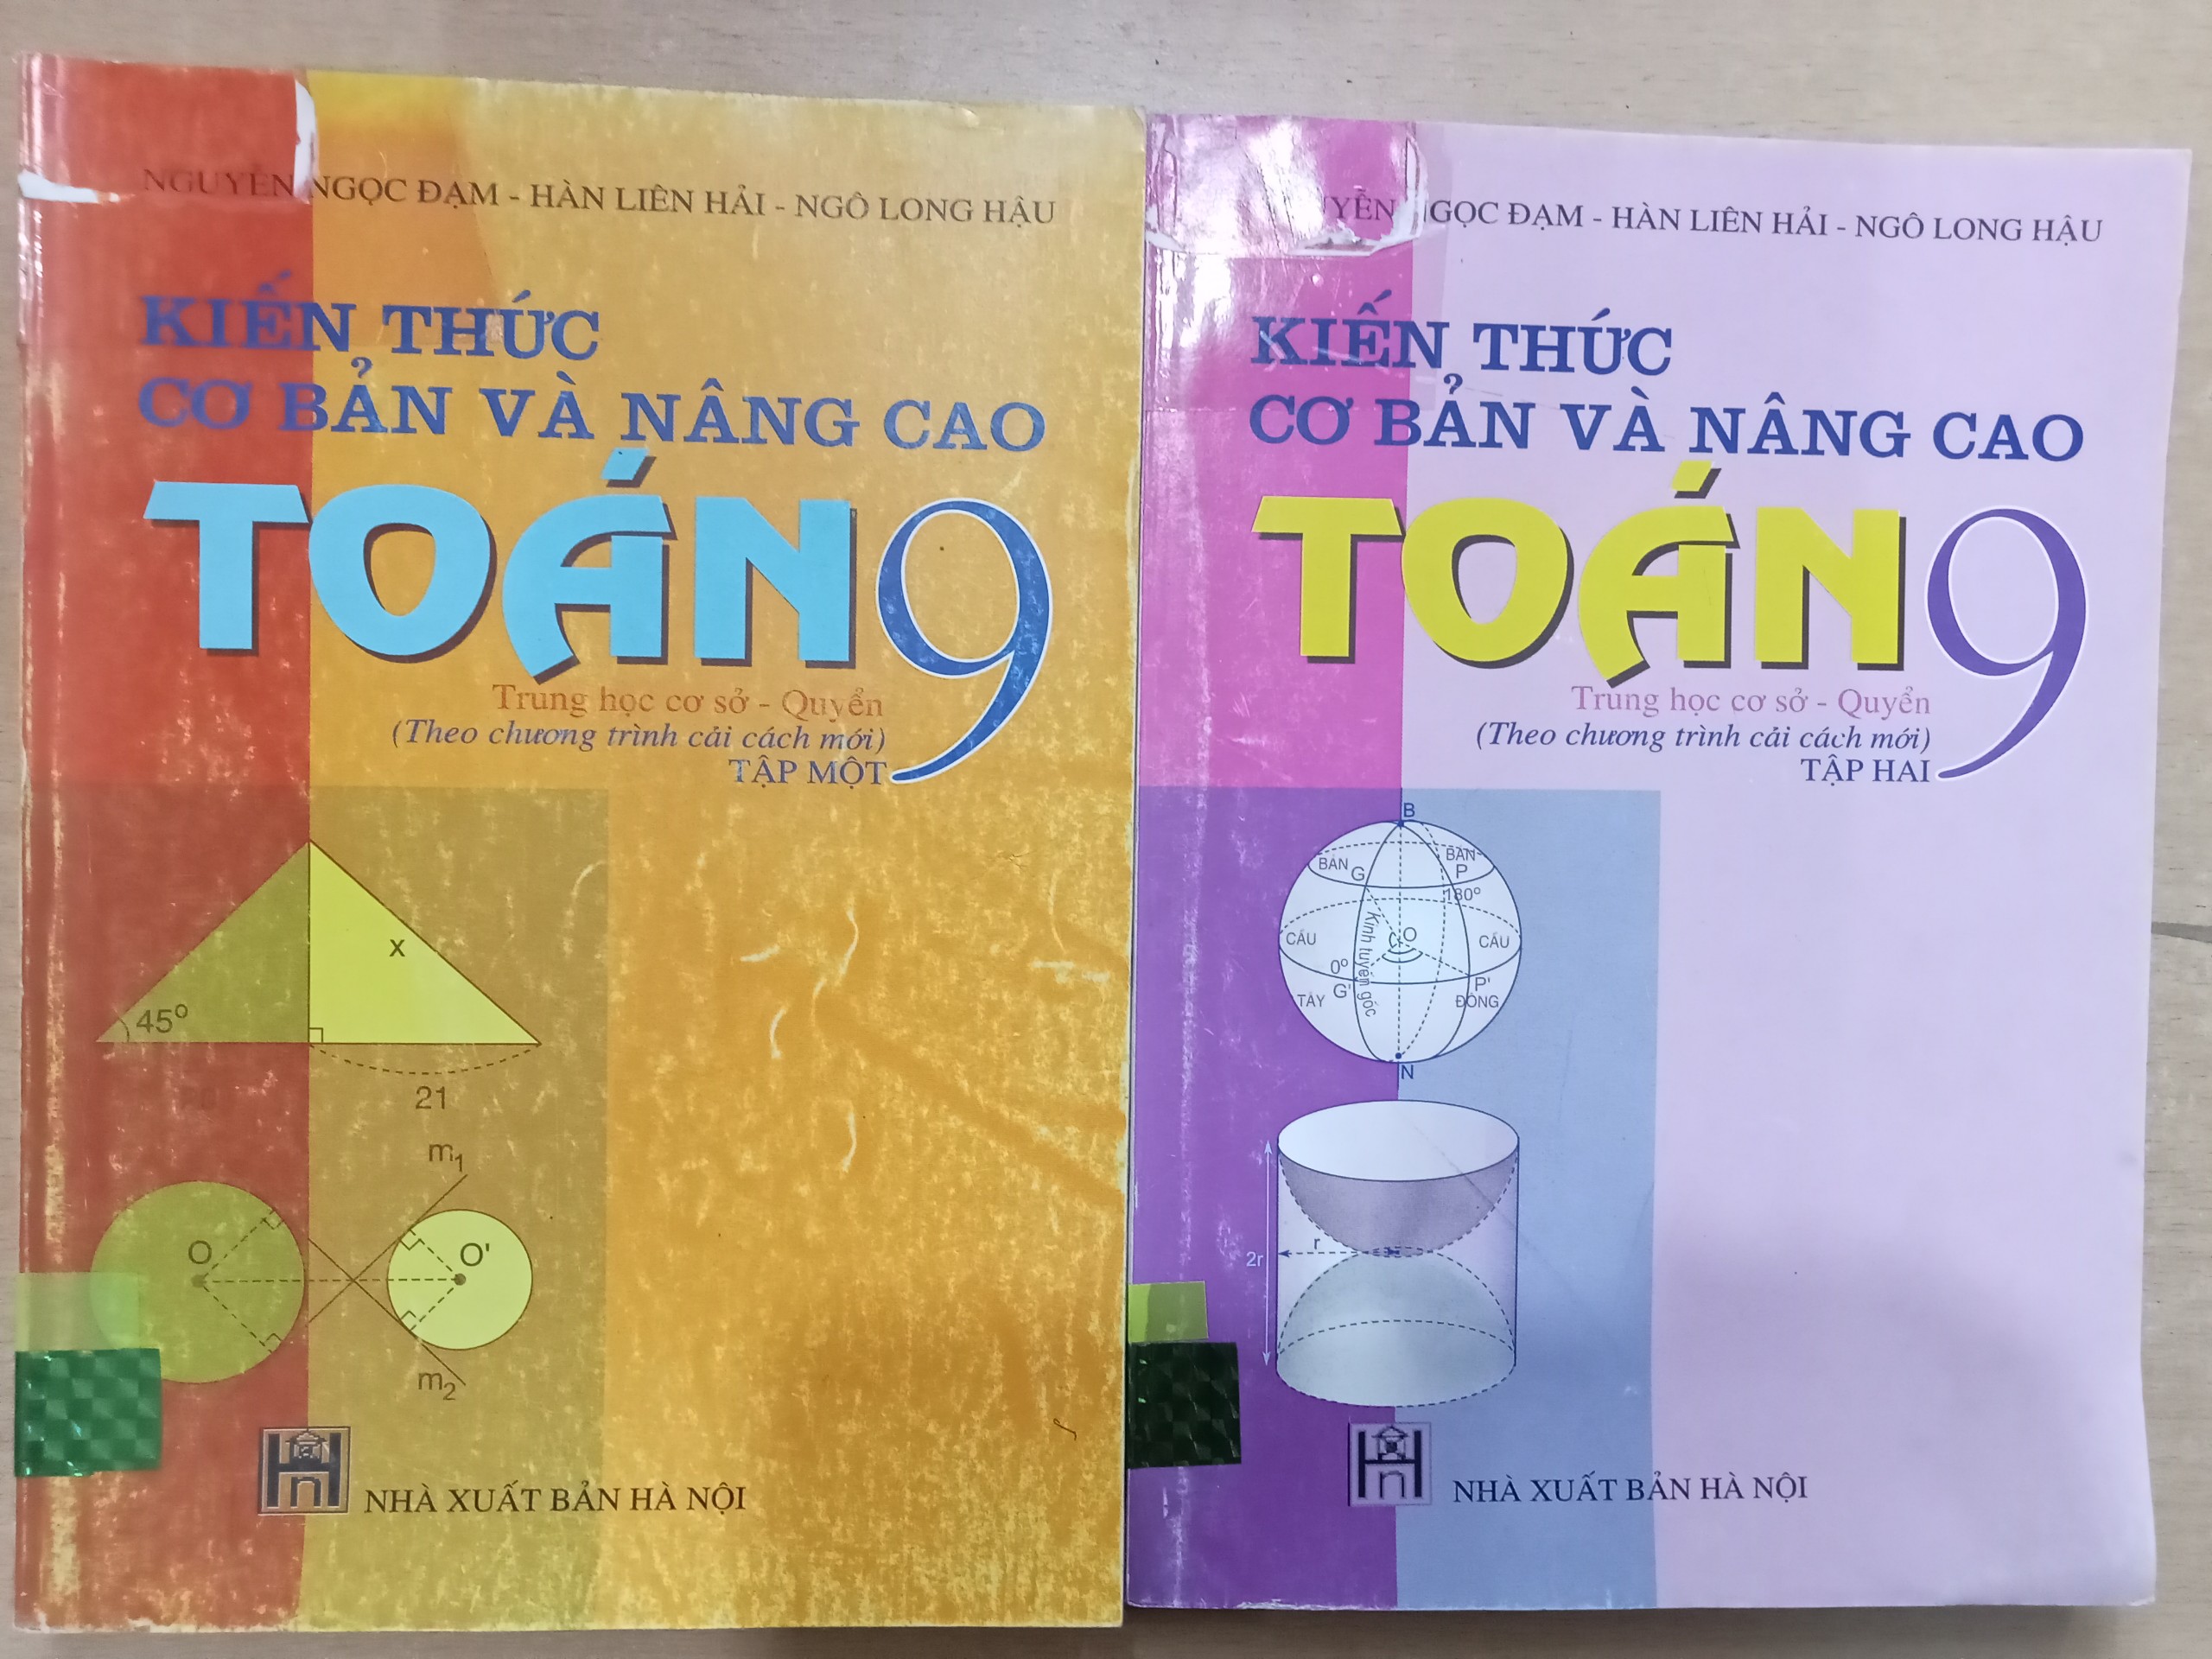 NGUYỄN NGỌC ĐẠM - HÀN LIÊN HẢI - NGÔ LONG HẬU
KIẾN THỨC
CƠ BẢN VÀ NÂNG CAO
TOÁN 9
Trung học cơ sở - Quyển
(Theo chương trình cải cách mới)
TẬP MỘT
x
45°
20
21
m1
O
O'
m2
Hn
NHÀ XUẤT BẢN HÀ NỘI
ĐẠM - HÀN LIÊN HẢI - NGÔ LONG HẬU
KIẾN THỨC
CƠ BẢN VÀ NÂNG CAO
TOÁN 9
Trung học cơ sở - Quyển
(Theo chương trình cải cách mới)
TẬP HAI
B
BÁN
G
BÁN
P
180°
Kinh tuyến gốc
CẦU
O
CẦU
0°
G'
P'
TÂY
ĐÔNG
N
r
2r
Hn
NHÀ XUẤT BẢN HÀ NỘI